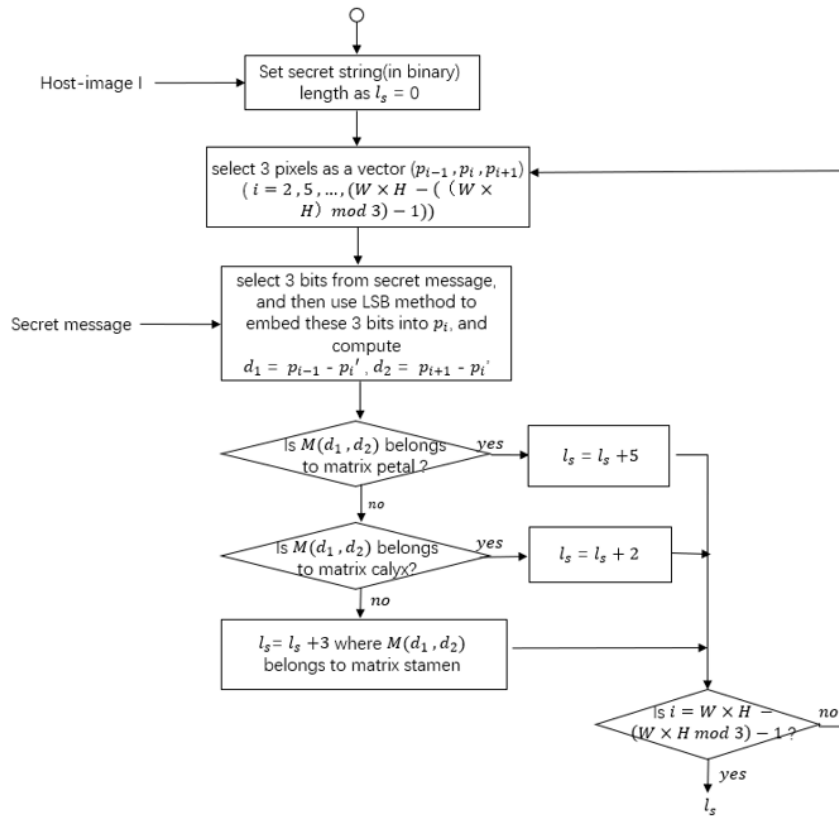 Host-image I
Set secret string(in binary)
length as l_s = 0
select 3 pixels as a vector (p_{i−1}, p_i, p_{i+1})
( i = 2 , 5 , ..., (W × H − ( （W ×
H） mod 3) − 1))
Secret message
select 3 bits from secret message,
and then use LSB method to
embed these 3 bits into p_i, and
compute
d_1 = p_{i−1} - p_i' , d_2 = p_{i+1} - p_i'
Is M(d_1, d_2) belongs
to matrix petal ?
yes
l_s = l_s +5
no
Is M(d_1, d_2) belongs
to matrix calyx?
yes
l_s = l_s + 2
no
l_s= l_s +3 where M(d_1, d_2)
belongs to matrix stamen
Is i = W × H −
(W × H mod 3) − 1 ?
no
yes
l_s